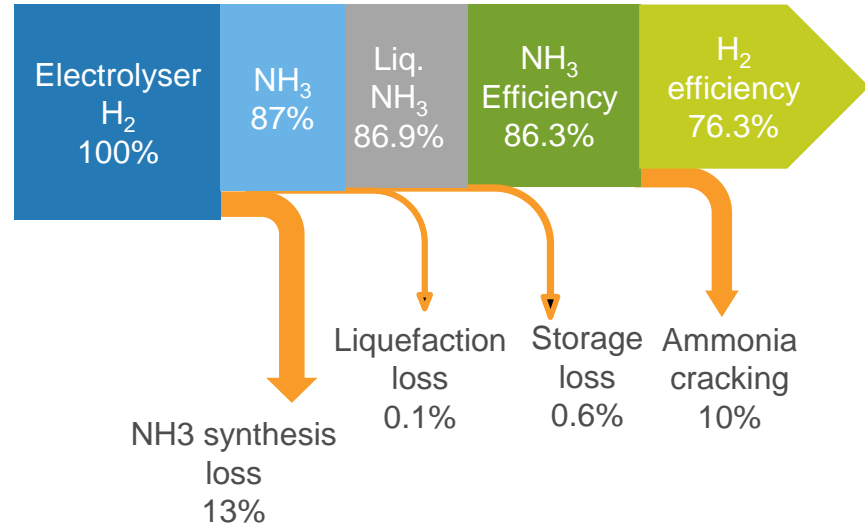 Electrolyser
H₂
100%
NH₃
87%
Liq.
NH₃
86.9%
NH₃
Efficiency
86.3%
H₂
efficiency
76.3%
Liquefaction
loss
0.1%
Storage
loss
0.6%
Ammonia
cracking
10%
NH3 synthesis
loss
13%